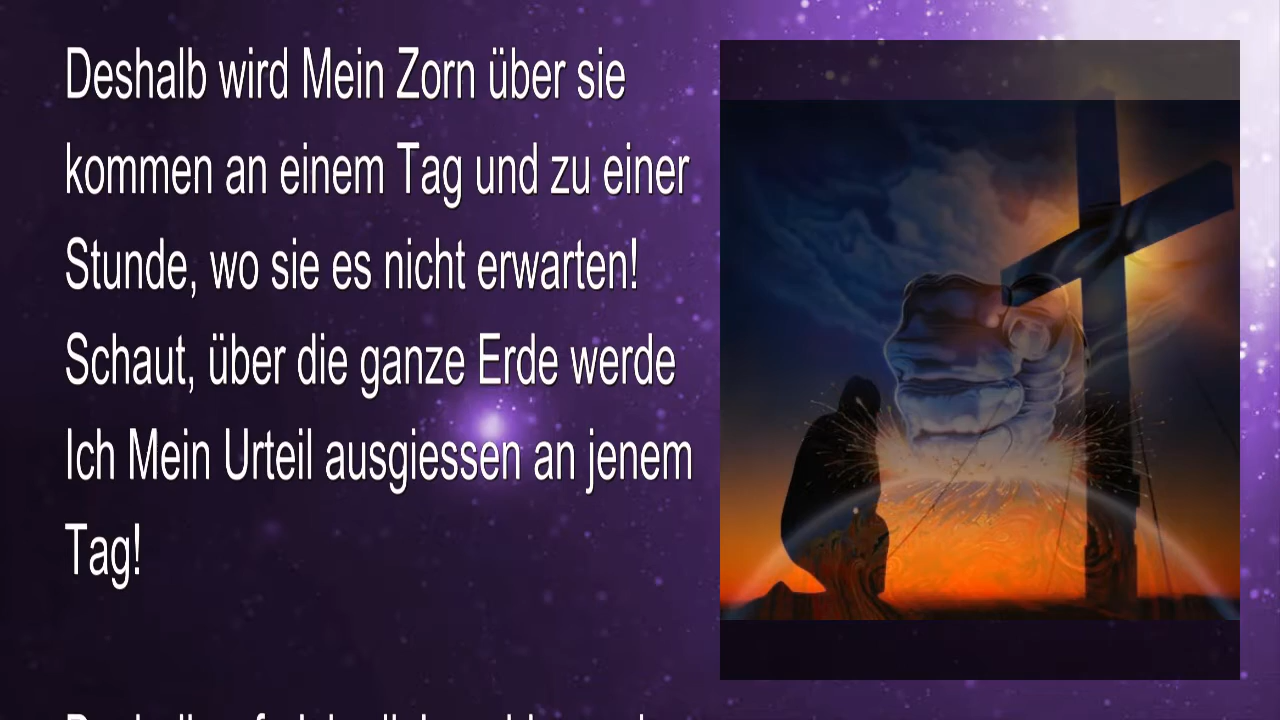 Deshalb wird Mein Zorn über sie
kommen an einem Tag und zu einer
Stunde, wo sie es nicht erwarten!
Schaut, über die ganze Erde werde
Ich Mein Urteil ausgiessen an jenem
Tag!